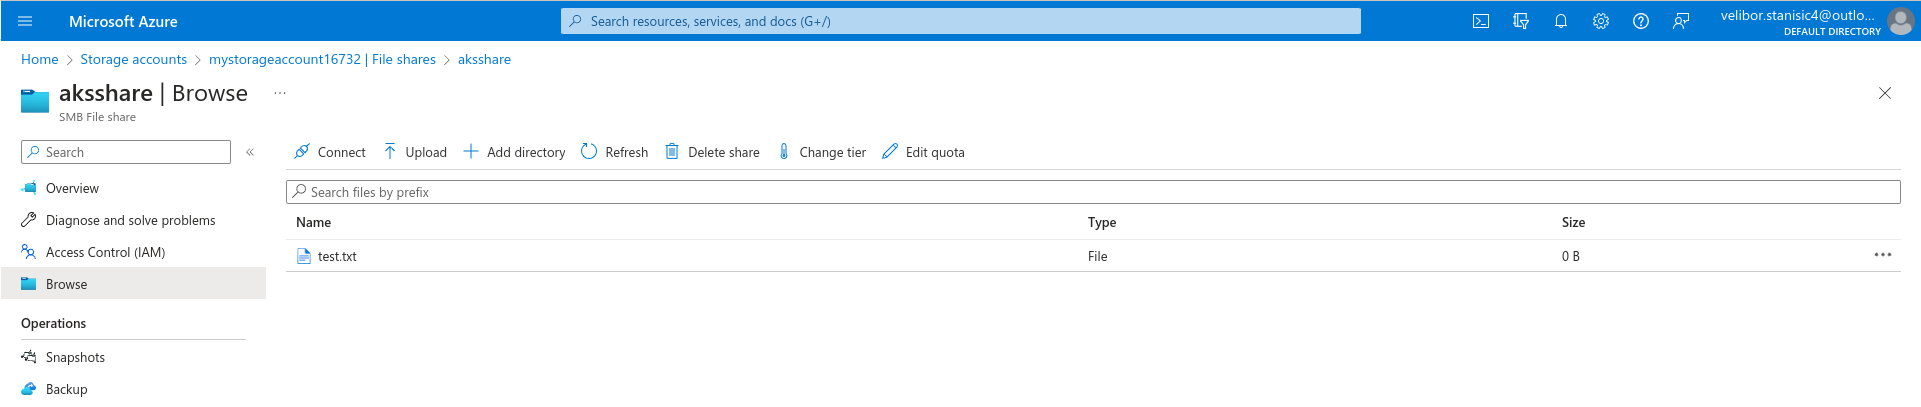 Microsoft Azure
Search resources, services, and docs (G+/)
velibor.stanisic4@outlo...
DEFAULT DIRECTORY
Home > Storage accounts > mystorageaccount16732 | File shares > aksshare
aksshare | Browse ...
SMB File share
Search «
Connect Upload Add directory Refresh Delete share Change tier Edit quota
Overview
Diagnose and solve problems
Access Control (IAM)
Browse
Operations
Snapshots
Backup
Search files by prefix
Name Type Size
test.txt File 0 B ...